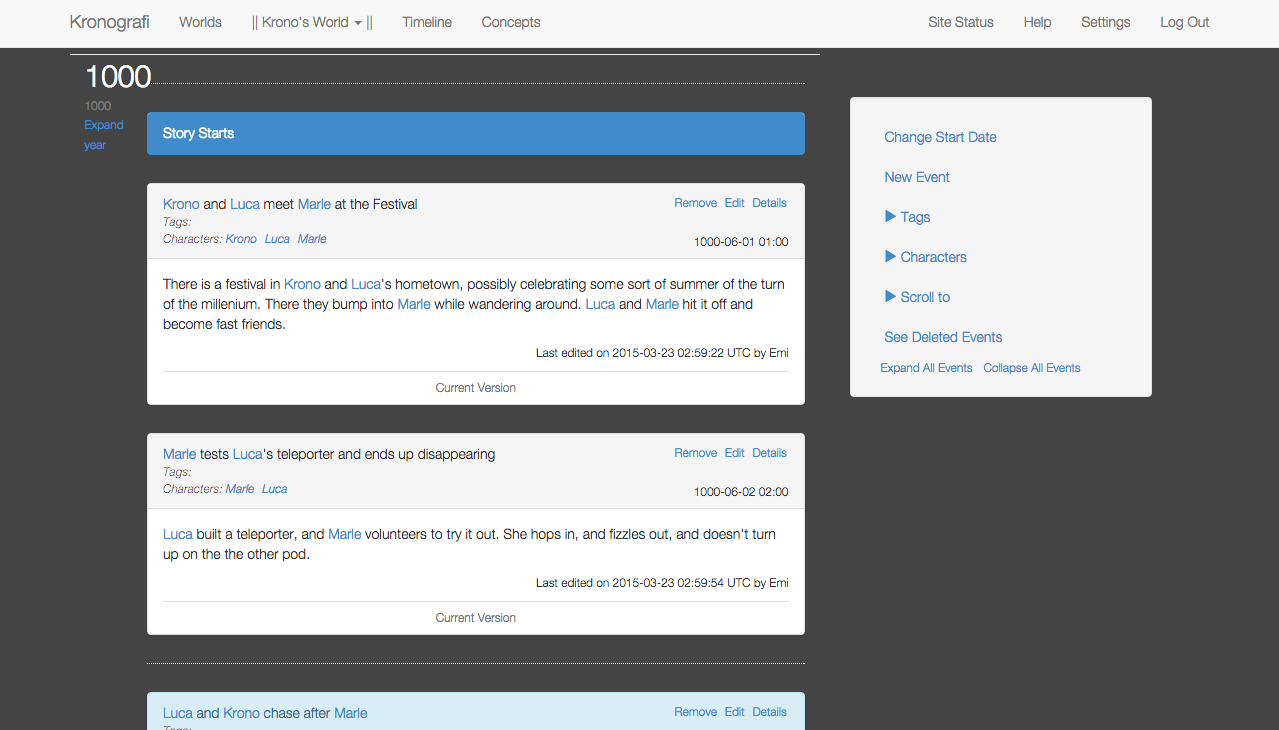 Kronografi Worlds || Krono's World || Timeline Concepts Site Status Help Settings Log Out
1000
1000
Expand
year
Story Starts
Krono and Luca meet Marle at the Festival Remove Edit Details
Tags:
Characters: Krono Luca Marle 1000-06-01 01:00
There is a festival in Krono and Luca's hometown, possibly celebrating some sort of summer of the turn
of the millenium. There they bump into Marle while wandering around. Luca and Marle hit it off and
become fast friends.
Last edited on 2015-03-23 02:59:22 UTC by Emi
Current Version
Marle tests Luca's teleporter and ends up disappearing Remove Edit Details
Tags:
Characters: Marle Luca 1000-06-02 02:00
Luca built a teleporter, and Marle volunteers to try it out. She hops in, and fizzles out, and doesn't turn
up on the the other pod.
Last edited on 2015-03-23 02:59:54 UTC by Emi
Current Version
Luca and Krono chase after Marle Remove Edit Details
Tags:
Change Start Date
New Event
Tags
Characters
Scroll to
See Deleted Events
Expand All Events Collapse All Events